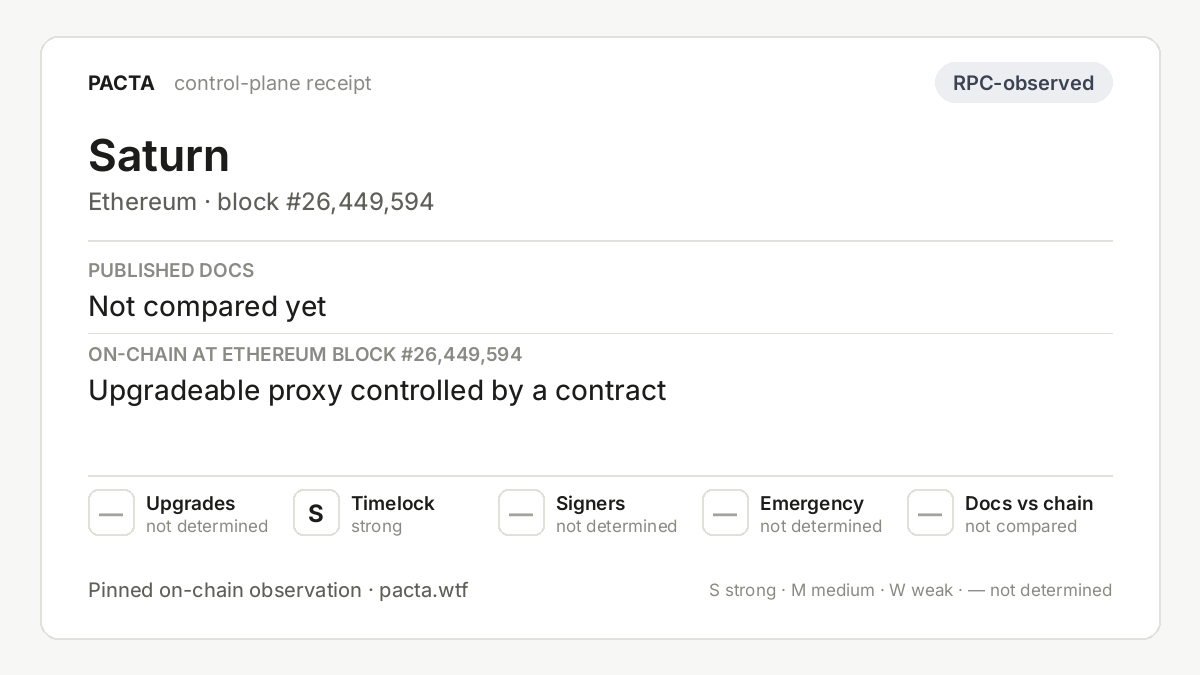 PACTA control-plane receipt
RPC-observed
Saturn
Ethereum · block #26,449,594
PUBLISHED DOCS
Not compared yet
ON-CHAIN AT ETHEREUM BLOCK #26,449,594
Upgradeable proxy controlled by a contract
— Upgrades
not determined
S Timelock
strong
— Signers
not determined
— Emergency
not determined
— Docs vs chain
not compared
Pinned on-chain observation · pacta.wtf
S strong · M medium · W weak · — not determined